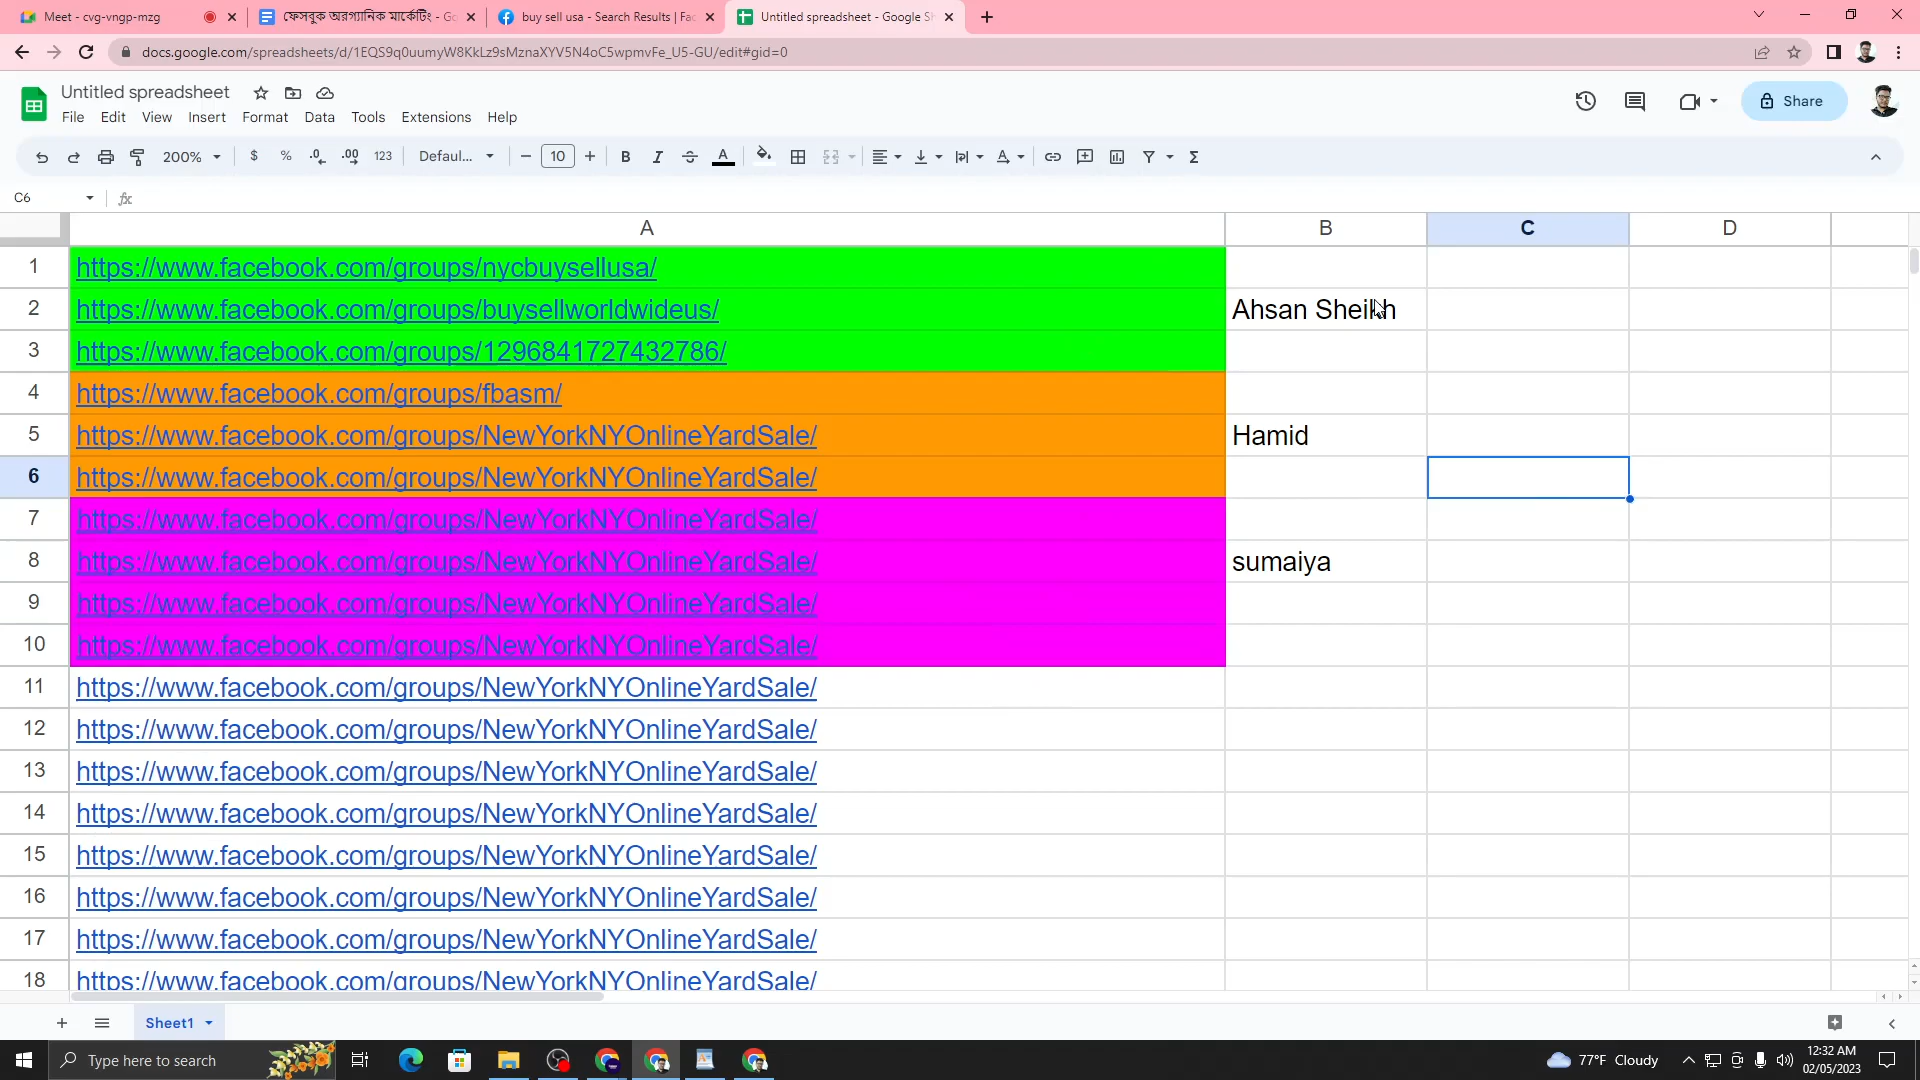 Meet - cvg-vngp-mzg
ফেসবুক অরগ্যানিক মার্কেটিং - Go
buy sell usa - Search Results | Fac
Untitled spreadsheet - Google Sh
docs.google.com/spreadsheets/d/1EQS9q0uumyW8KkLz9sMznaXYV5N4oC5wpmvFe_U5-GU/edit#gid=0
Untitled spreadsheet
Share
File Edit View Insert Format Data Tools Extensions Help
200% $ % .0 .00 123 Defaul... − 10 + B I A Σ
C6 fx
A B C D
1 https://www.facebook.com/groups/nycbuysellusa/
2 https://www.facebook.com/groups/buysellworldwideus/ Ahsan Sheikh
3 https://www.facebook.com/groups/1296841727432786/
4 https://www.facebook.com/groups/fbasm/
5 https://www.facebook.com/groups/NewYorkNYOnlineYardSale/ Hamid
6 https://www.facebook.com/groups/NewYorkNYOnlineYardSale/
7 https://www.facebook.com/groups/NewYorkNYOnlineYardSale/
8 https://www.facebook.com/groups/NewYorkNYOnlineYardSale/ sumaiya
9 https://www.facebook.com/groups/NewYorkNYOnlineYardSale/
10 https://www.facebook.com/groups/NewYorkNYOnlineYardSale/
11 https://www.facebook.com/groups/NewYorkNYOnlineYardSale/
12 https://www.facebook.com/groups/NewYorkNYOnlineYardSale/
13 https://www.facebook.com/groups/NewYorkNYOnlineYardSale/
14 https://www.facebook.com/groups/NewYorkNYOnlineYardSale/
15 https://www.facebook.com/groups/NewYorkNYOnlineYardSale/
16 https://www.facebook.com/groups/NewYorkNYOnlineYardSale/
17 https://www.facebook.com/groups/NewYorkNYOnlineYardSale/
18 https://www.facebook.com/groups/NewYorkNYOnlineYardSale/
Sheet1
Type here to search
77°F Cloudy
12:32 AM
02/05/2023